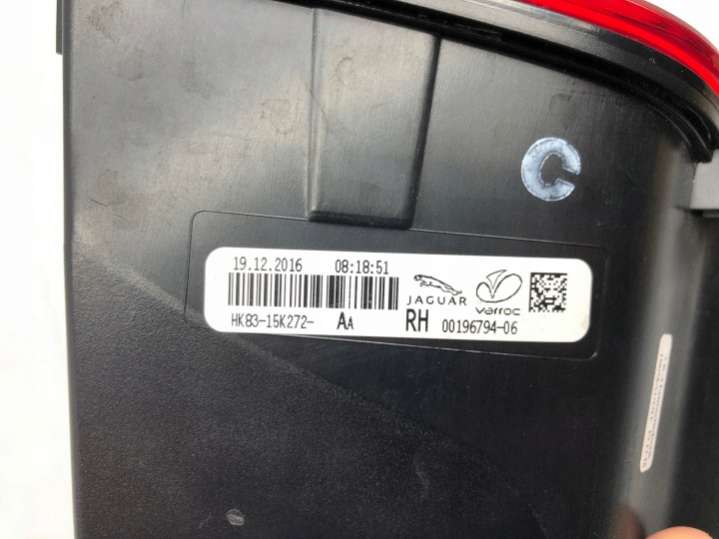 C
19.12.2016 08:18:51
JAGUAR varroc
HK83-15K272- AA RH 00196794-06